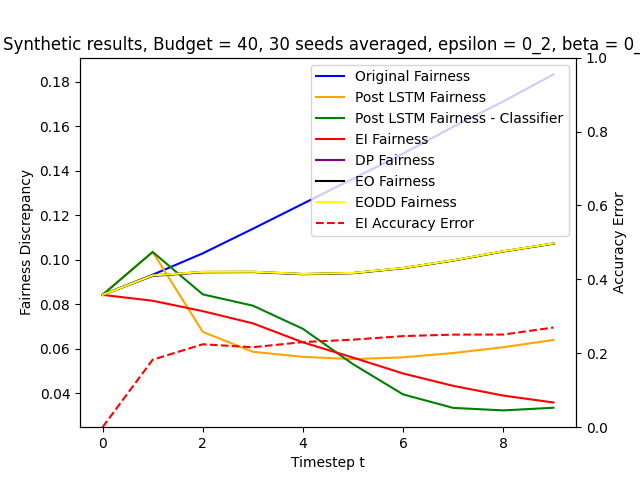 Synthetic results, Budget = 40, 30 seeds averaged, epsilon = 0_2, beta = 0_
Original Fairness
Post LSTM Fairness
Post LSTM Fairness - Classifier
EI Fairness
DP Fairness
EO Fairness
EODD Fairness
EI Accuracy Error
Fairness Discrepancy
0.18
0.16
0.14
0.12
0.10
0.08
0.06
0.04
Accuracy Error
1.0
0.8
0.6
0.4
0.2
0.0
0 2 4 6 8
Timestep t